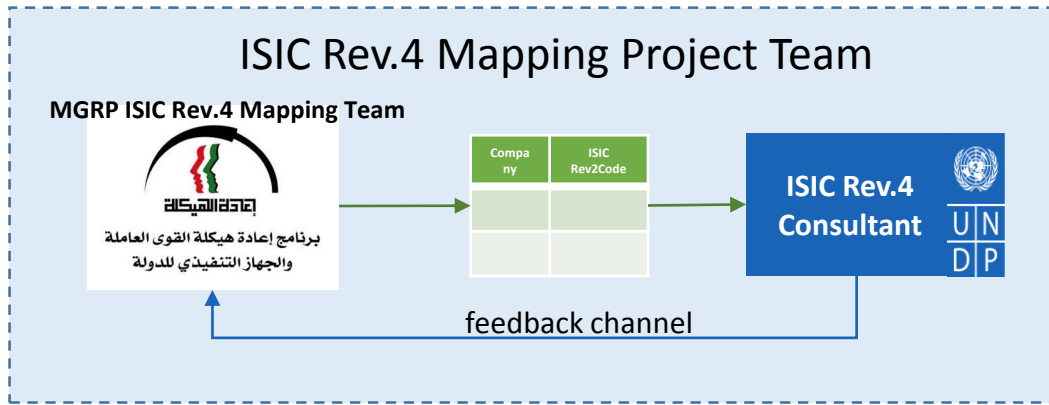 ISIC Rev.4 Mapping Project Team
MGRP ISIC Rev.4 Mapping Team
إعادة الهيكلة
برنامج إعادة هيكلة القوى العاملة
والجهاز التنفيذي للدولة
Compa
ny
ISIC
Rev2Code
ISIC Rev.4
Consultant
U N
D P
feedback channel